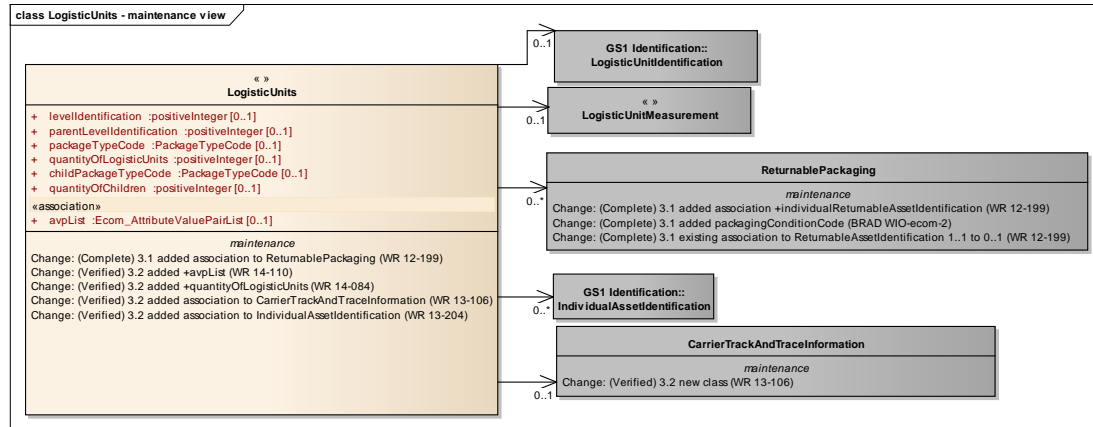 class LogisticUnits - maintenance view
« »
LogisticUnits
+ levelIdentification :positiveInteger [0..1]
+ parentLevelIdentification :positiveInteger [0..1]
+ packageTypeCode :PackageTypeCode [0..1]
+ quantityOfLogisticUnits :positiveInteger [0..1]
+ childPackageTypeCode :PackageTypeCode [0..1]
+ quantityOfChildren :positiveInteger [0..1]
«association»
+ avpList :Ecom_AttributeValuePairList [0..1]
maintenance
Change: (Complete) 3.1 added association to ReturnablePackaging (WR 12-199)
Change: (Verified) 3.2 added +avpList (WR 14-110)
Change: (Verified) 3.2 added +quantityOfLogisticUnits (WR 14-084)
Change: (Verified) 3.2 added association to CarrierTrackAndTraceInformation (WR 13-106)
Change: (Verified) 3.2 added association to IndividualAssetIdentification (WR 13-204)
0..1
GS1 Identification::
LogisticUnitIdentification
0..1
« »
LogisticUnitMeasurement
0..*
ReturnablePackaging
maintenance
Change: (Complete) 3.1 added association +individualReturnableAssetIdentification (WR 12-199)
Change: (Complete) 3.1 added packagingConditionCode (BRAD WIO-ecom-2)
Change: (Complete) 3.1 existing association to ReturnableAssetIdentification 1..1 to 0..1 (WR 12-199)
0..*
GS1 Identification::
IndividualAssetIdentification
0..1
CarrierTrackAndTraceInformation
maintenance
Change: (Verified) 3.2 new class (WR 13-106)